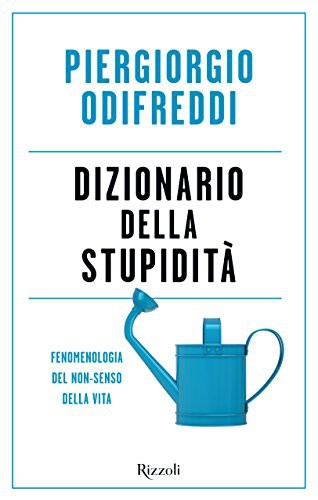 PIERGIORGIO
ODIFREDDI
DIZIONARIO
DELLA
STUPIDITÀ
FENOMENOLOGIA
DEL NON-SENSO
DELLA VITA
Rizzoli